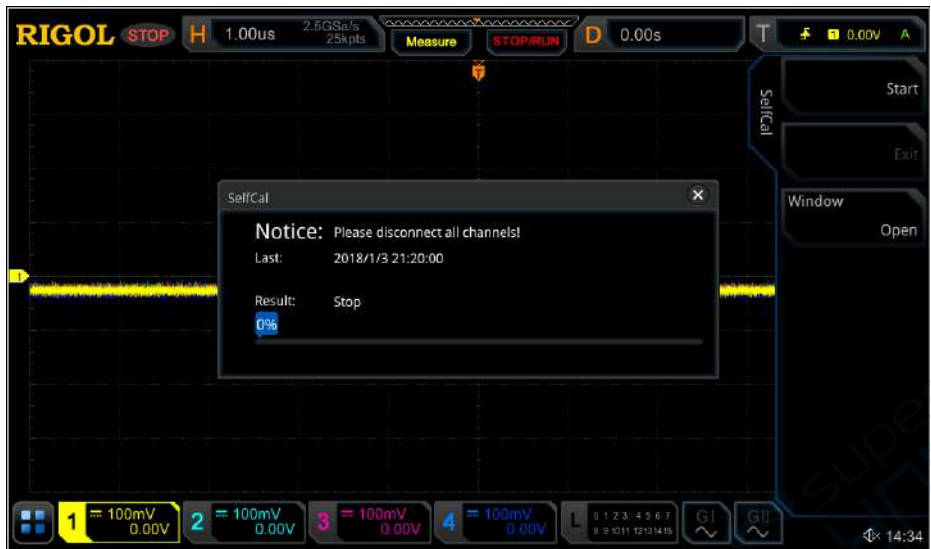 RIGOL STOP H 1.00us 2.5GSa/s 25kpts Measure STOP/RUN D 0.00s T 1 0.00V A
T
SelfCal
Start
Exit
Window
Open
SelfCal
Notice: Please disconnect all channels!
Last: 2018/1/3 21:20:00
Result: Stop
0%
1
1 100mV 0.00V 2 100mV 0.00V 3 100mV 0.00V 4 100mV 0.00V L 0 1 2 3 4 5 6 7 GI GII
8 9 10 11 12 13 14 15
14:34